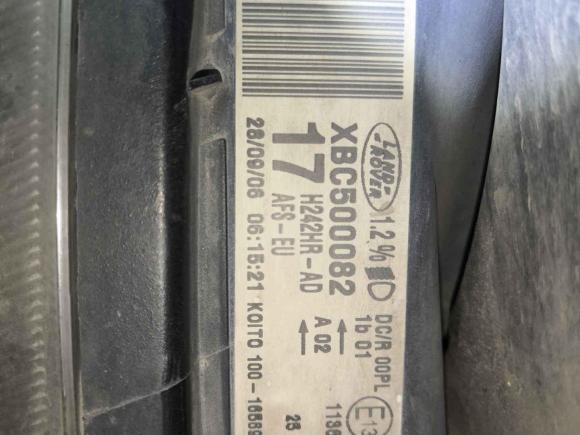 LAND-
-ROVER
1.2%
DC/R 00PL
E13
XBC500082
1b 01
17
H242HR-AD
A 02
AFS-EU
28/09/06 06:15:21 KOITO 100-